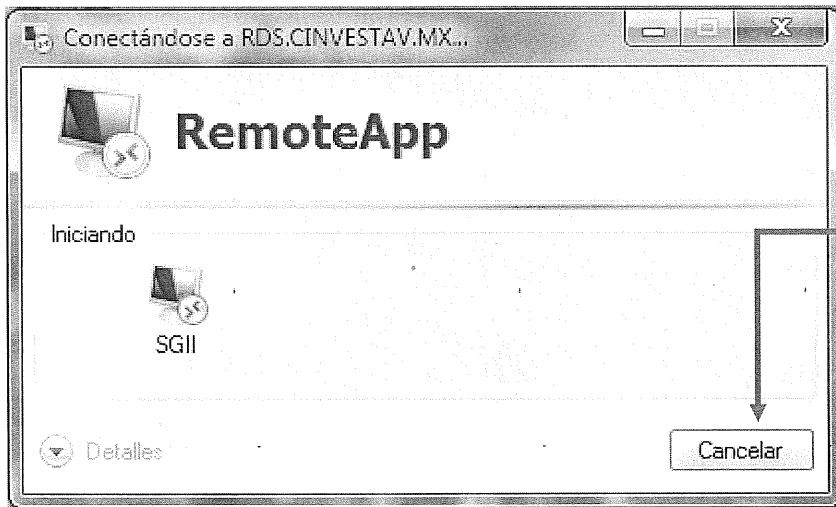 Conectándose a RDS.CINVESTAV.MX...
RemoteApp
Iniciando
SGII
Detalles
Cancelar